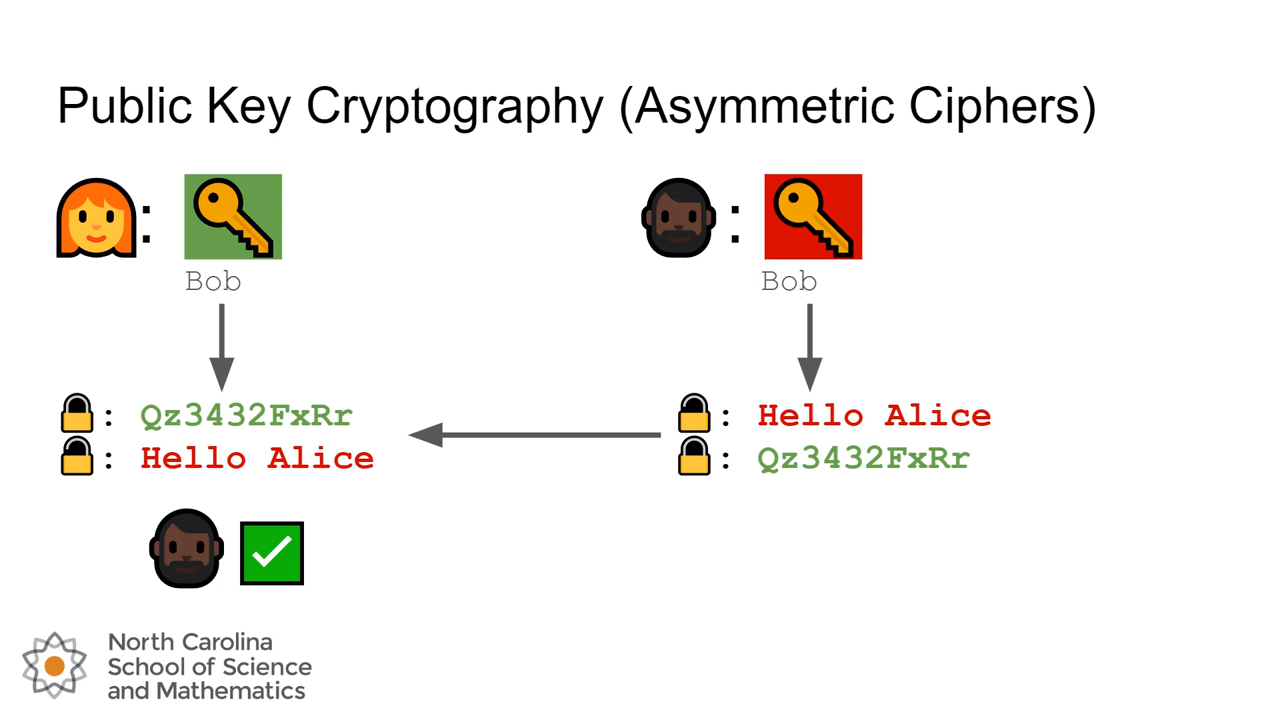 Public Key Cryptography (Asymmetric Ciphers)
: :
Bob Bob
: Qz3432FxRr : Hello Alice
: Hello Alice : Qz3432FxRr
North Carolina
School of Science
and Mathematics